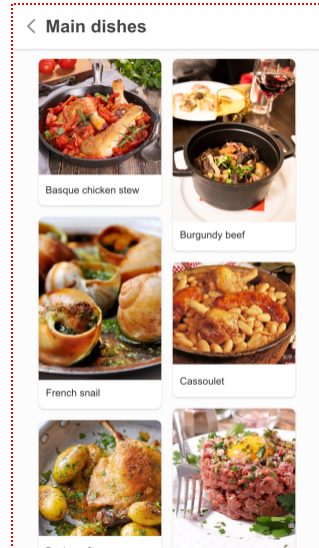 Main dishes
Basque chicken stew
Burgundy beef
French snail
Cassoulet